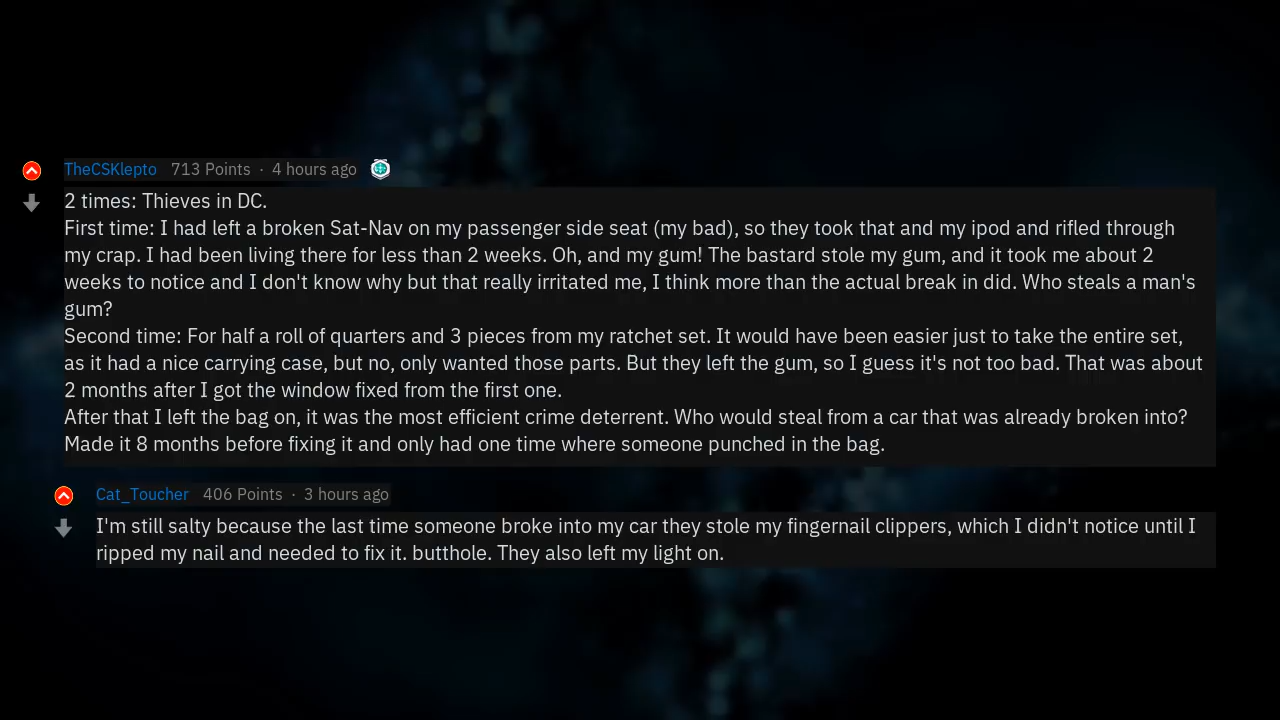 TheCSKlepto 713 Points · 4 hours ago
2 times: Thieves in DC.
First time: I had left a broken Sat-Nav on my passenger side seat (my bad), so they took that and my ipod and rifled through
my crap. I had been living there for less than 2 weeks. Oh, and my gum! The bastard stole my gum, and it took me about 2
weeks to notice and I don't know why but that really irritated me, I think more than the actual break in did. Who steals a man's
gum?
Second time: For half a roll of quarters and 3 pieces from my ratchet set. It would have been easier just to take the entire set,
as it had a nice carrying case, but no, only wanted those parts. But they left the gum, so I guess it's not too bad. That was about
2 months after I got the window fixed from the first one.
After that I left the bag on, it was the most efficient crime deterrent. Who would steal from a car that was already broken into?
Made it 8 months before fixing it and only had one time where someone punched in the bag.
Cat_Toucher 406 Points · 3 hours ago
I'm still salty because the last time someone broke into my car they stole my fingernail clippers, which I didn't notice until I
ripped my nail and needed to fix it. butthole. They also left my light on.